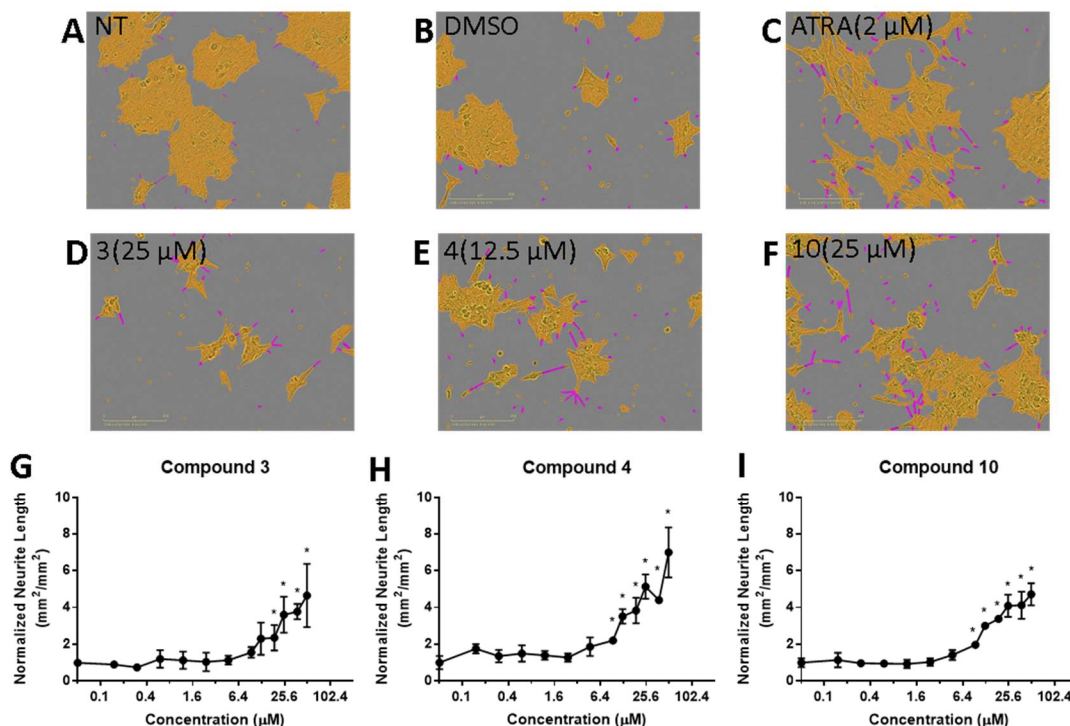 A NT
B DMSO
C ATRA(2 μM)
D 3(25 μM)
E 4(12.5 μM)
F 10(25 μM)
G Compound 3
Normalized Neurite Length
(mm²/mm²)
10
8
6
4
2
0
* * * *
0.1 0.4 1.6 6.4 25.6 102.4
Concentration (μM)
H Compound 4
Normalized Neurite Length
(mm²/mm²)
10
8
6
4
2
0
* * * * * *
0.1 0.4 1.6 6.4 25.6 102.4
Concentration (μM)
I Compound 10
Normalized Neurite Length
(mm²/mm²)
10
8
6
4
2
0
* * * * * *
0.1 0.4 1.6 6.4 25.6 102.4
Concentration (μM)